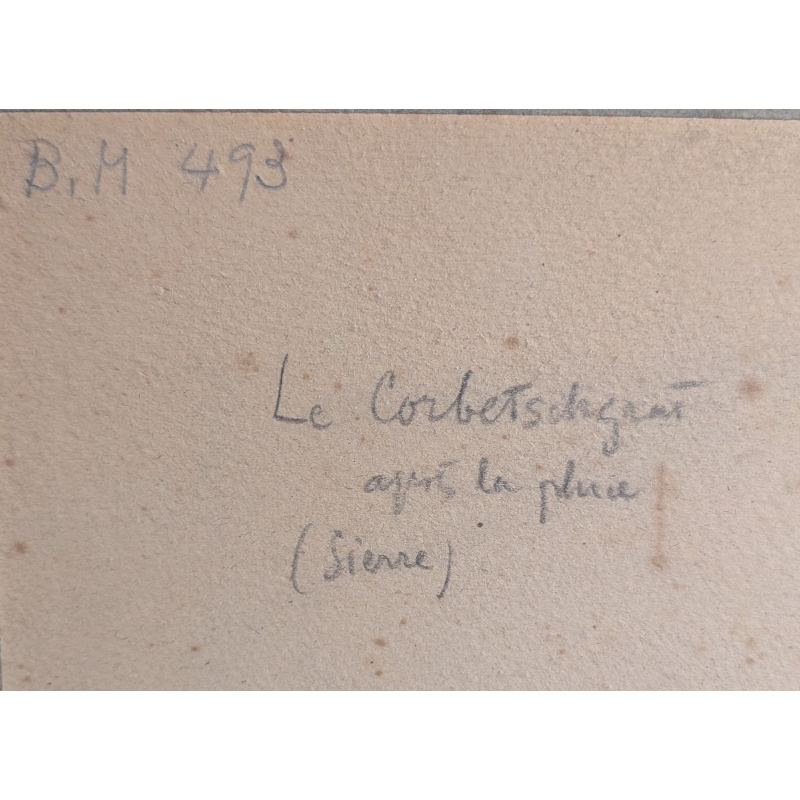 B.M 493
Le Corbetschgrat
après la pluie
(Sierre)